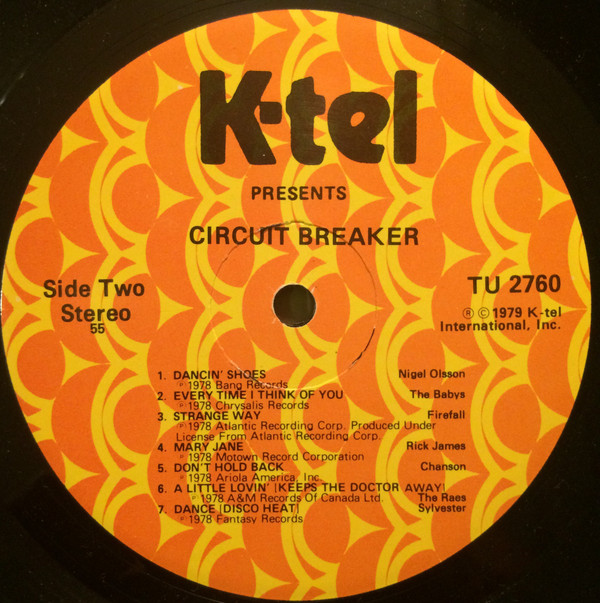 K-tel
PRESENTS
CIRCUIT BREAKER
Side Two
Stereo
55
TU 2760
℗ © 1979 K-tel
International, Inc.
1. DANCIN' SHOES Nigel Olsson
℗ 1978 Bang Records
2. EVERY TIME I THINK OF YOU The Babys
℗ 1978 Chrysalis Records
3. STRANGE WAY Firefall
℗ 1978 Atlantic Recording Corp. Produced Under
License From Atlantic Recording Corp.
4. MARY JANE Rick James
℗ 1978 Motown Record Corporation
5. DON'T HOLD BACK Chanson
℗ 1978 Ariola America, Inc.
6. A LITTLE LOVIN' [KEEPS THE DOCTOR AWAY]
℗ 1978 A&M Records Of Canada Ltd. The Raes
7. DANCE [DISCO HEAT] Sylvester
℗ 1978 Fantasy Records